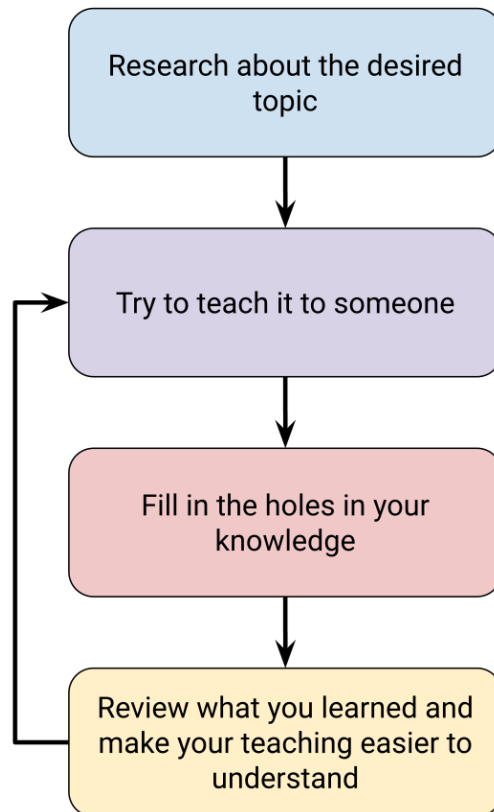 Research about the desired
topic
Try to teach it to someone
Fill in the holes in your
knowledge
Review what you learned and
make your teaching easier to
understand